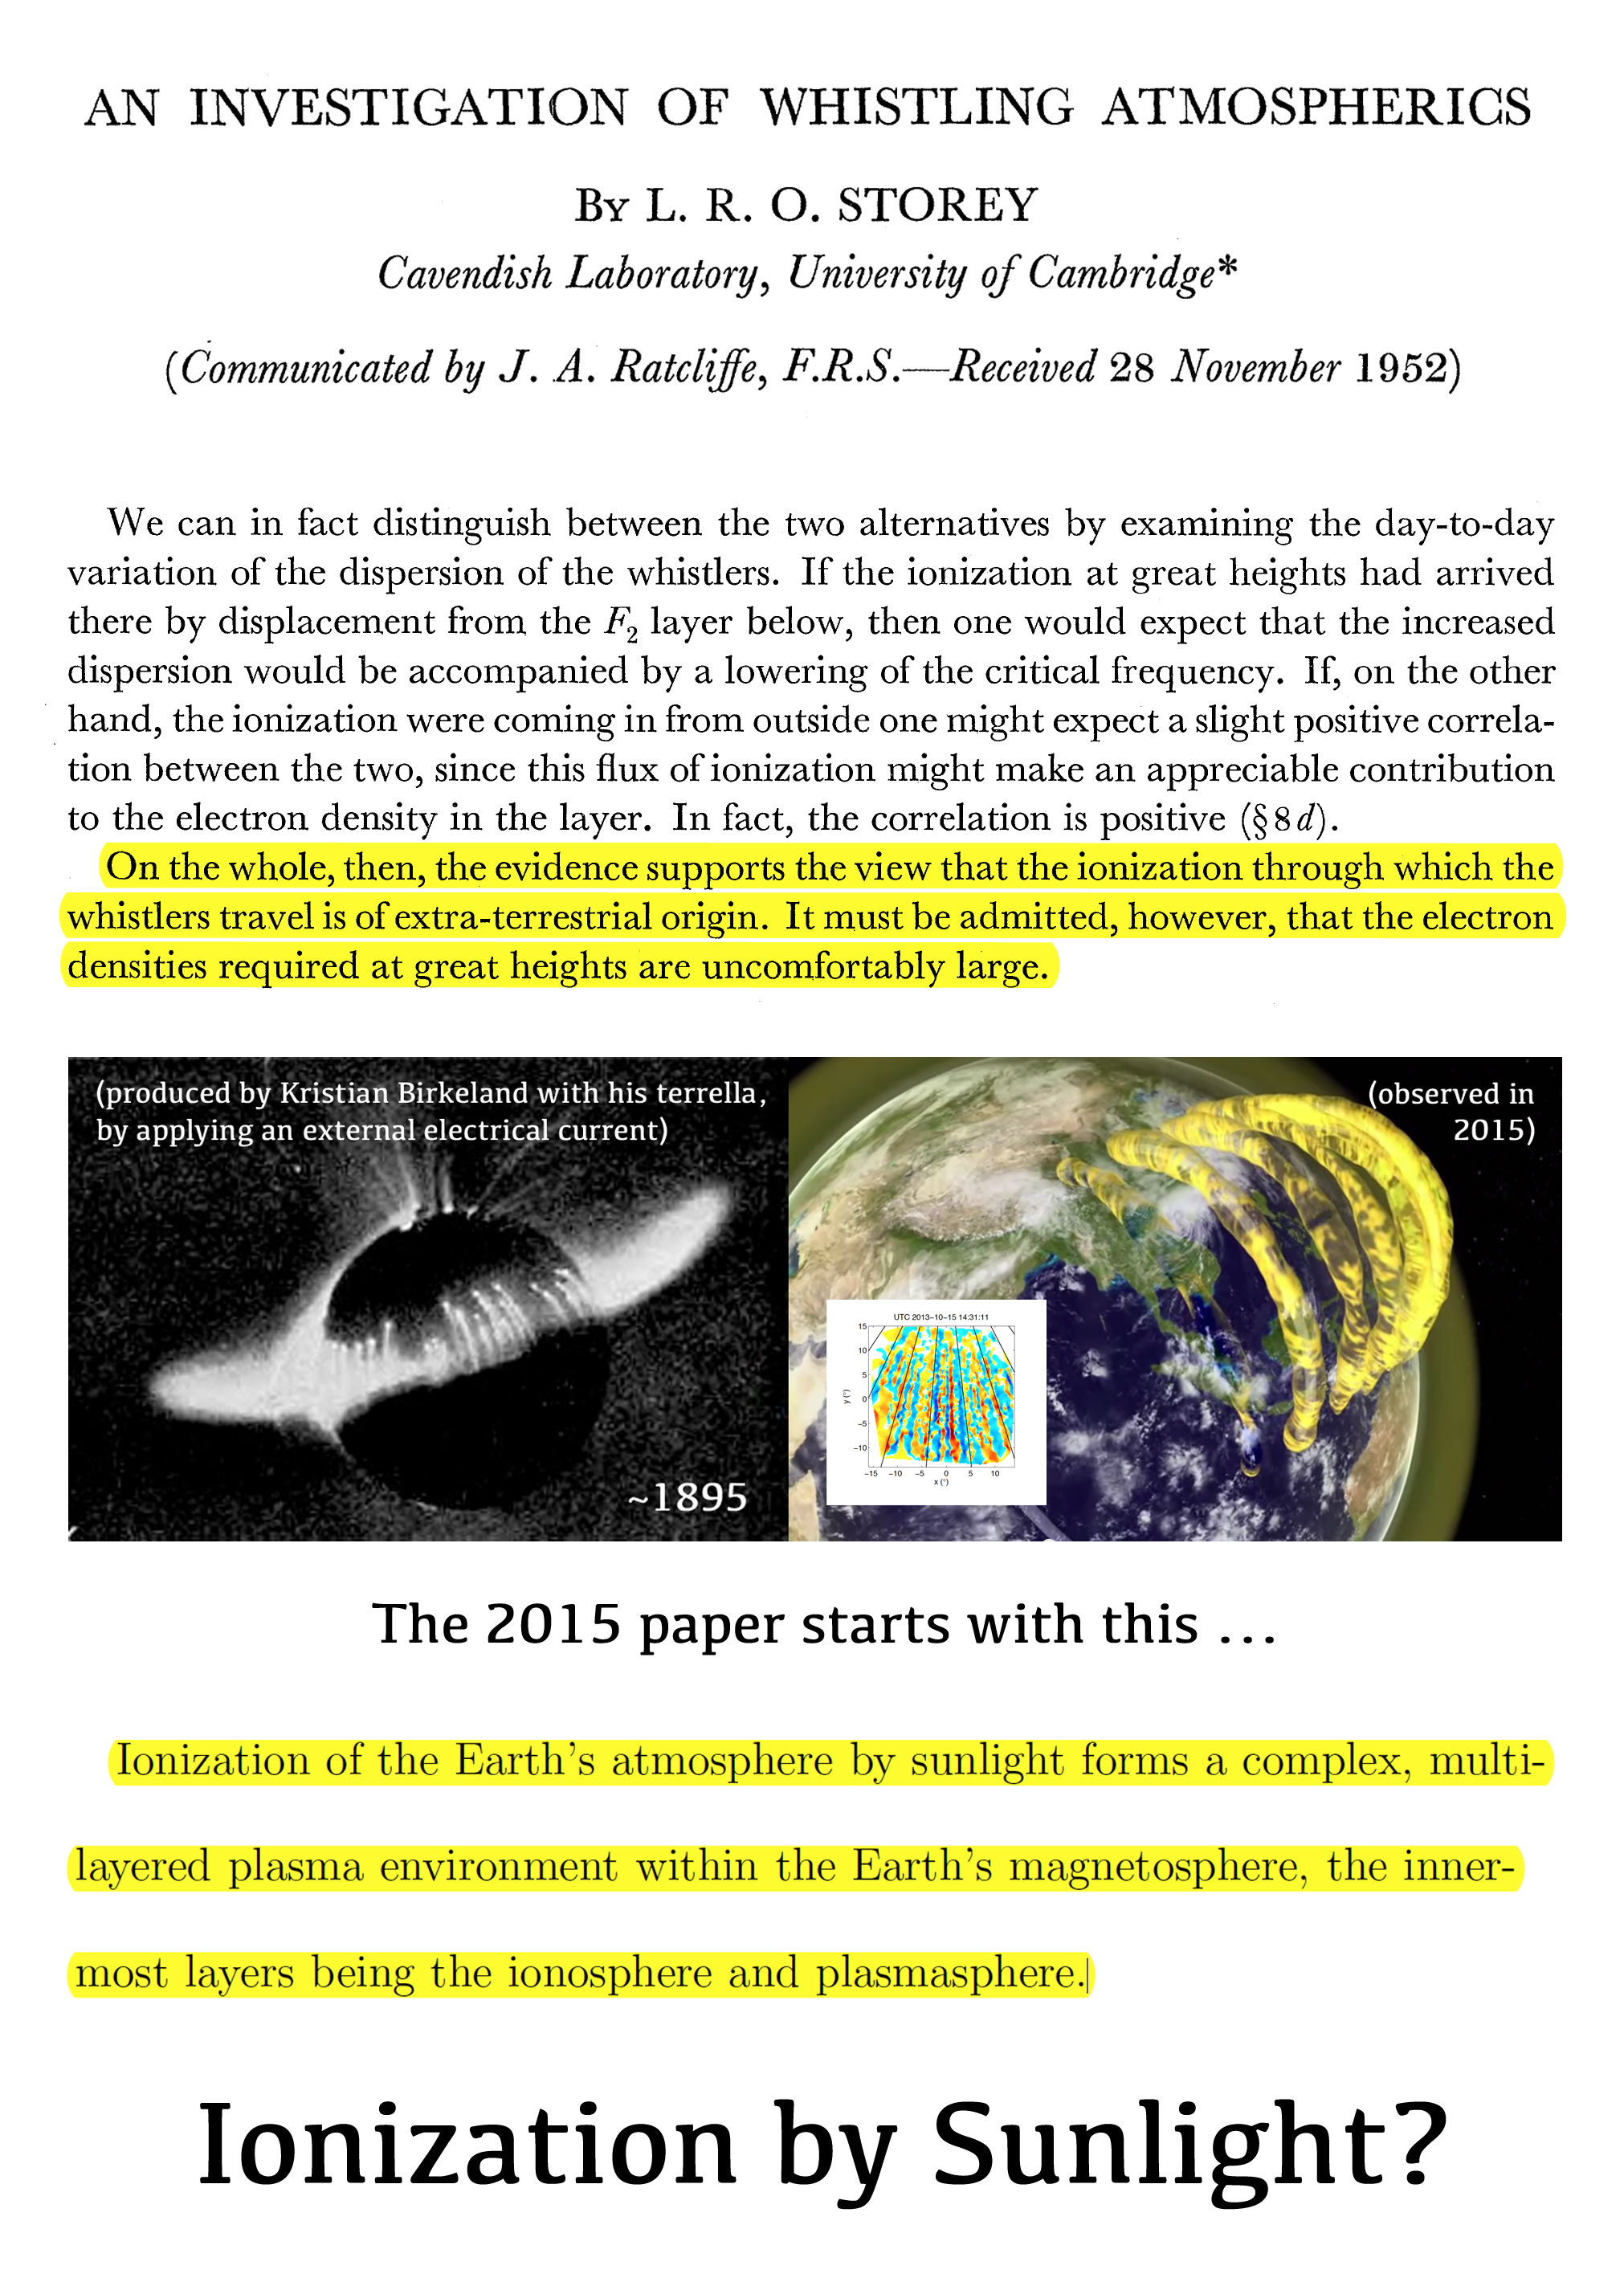 AN INVESTIGATION OF WHISTLING ATMOSPHERICS
By L. R. O. STOREY
Cavendish Laboratory, University of Cambridge*
(Communicated by J. A. Ratcliffe, F.R.S.—Received 28 November 1952)
We can in fact distinguish between the two alternatives by examining the day-to-day
variation of the dispersion of the whistlers. If the ionization at great heights had arrived
there by displacement from the F₂ layer below, then one would expect that the increased
dispersion would be accompanied by a lowering of the critical frequency. If, on the other
hand, the ionization were coming in from outside one might expect a slight positive correla-
tion between the two, since this flux of ionization might make an appreciable contribution
to the electron density in the layer. In fact, the correlation is positive (§8d).
On the whole, then, the evidence supports the view that the ionization through which the
whistlers travel is of extra-terrestrial origin. It must be admitted, however, that the electron
densities required at great heights are uncomfortably large.
(produced by Kristian Birkeland with his terrella,
by applying an external electrical current)
~1895
(observed in
2015)
UTC 2013-10-15 14:31:11
15
10
5
0
-5
-10
y (°)
-15 -10 -5 0 5 10
x (°)
The 2015 paper starts with this ...
Ionization of the Earth's atmosphere by sunlight forms a complex, multi-
layered plasma environment within the Earth's magnetosphere, the inner-
most layers being the ionosphere and plasmasphere.
Ionization by Sunlight?